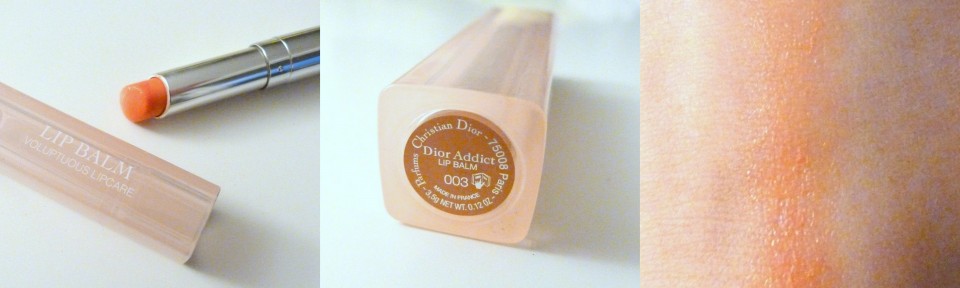 LIP BALM
VOLUPTUOUS LIPCARE
Parfums Christian Dior - 75008 Paris
Dior Addict
LIP BALM
003
MADE IN FRANCE
- 3.5g NET WT. 0.12 OZ -